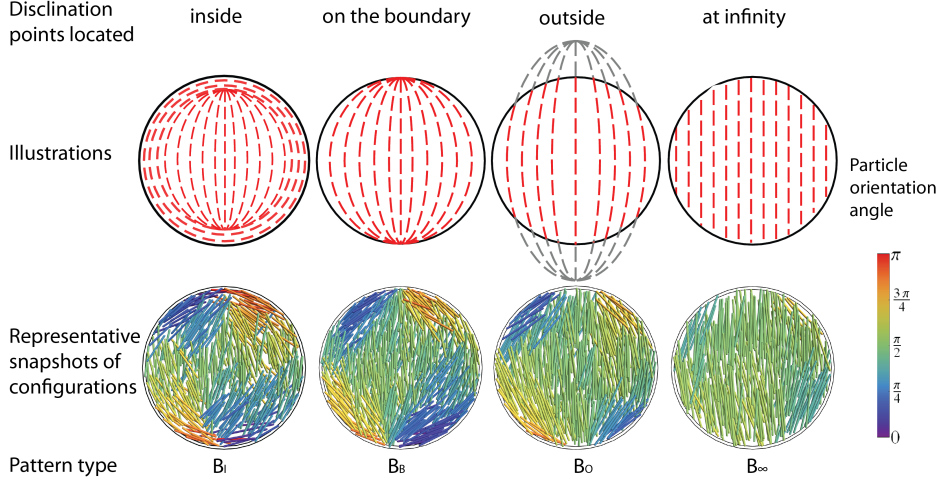 Disclination
points located
inside
on the boundary
outside
at infinity
Illustrations
Particle
orientation
angle
π
3π/4
π/2
π/4
0
Representative
snapshots of
configurations
Pattern type
BI
BB
BO
B∞